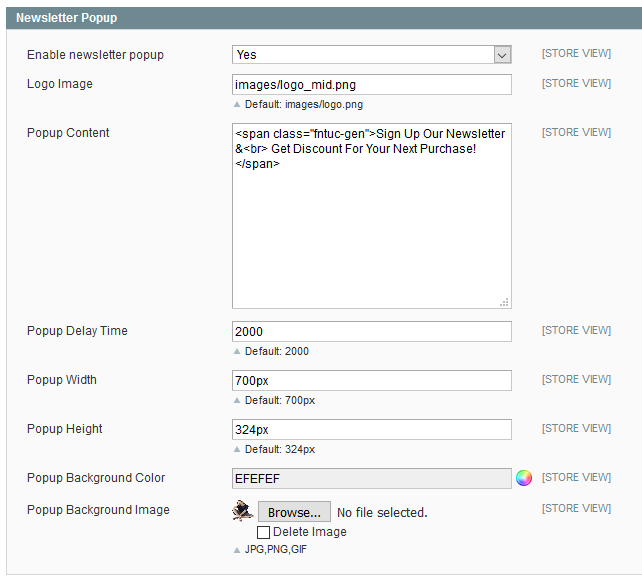 Newsletter Popup
Enable newsletter popup Yes [STORE VIEW]
Logo Image images/logo_mid.png [STORE VIEW]
Default: images/logo.png
Popup Content <span class="fntuc-gen">Sign Up Our Newsletter [STORE VIEW]
&<br> Get Discount For Your Next Purchase!
</span>
Popup Delay Time 2000 [STORE VIEW]
Default: 2000
Popup Width 700px [STORE VIEW]
Default: 700px
Popup Height 324px [STORE VIEW]
Default: 324px
Popup Background Color EFEFEF [STORE VIEW]
Popup Background Image Browse... No file selected. [STORE VIEW]
Delete Image
JPG,PNG,GIF